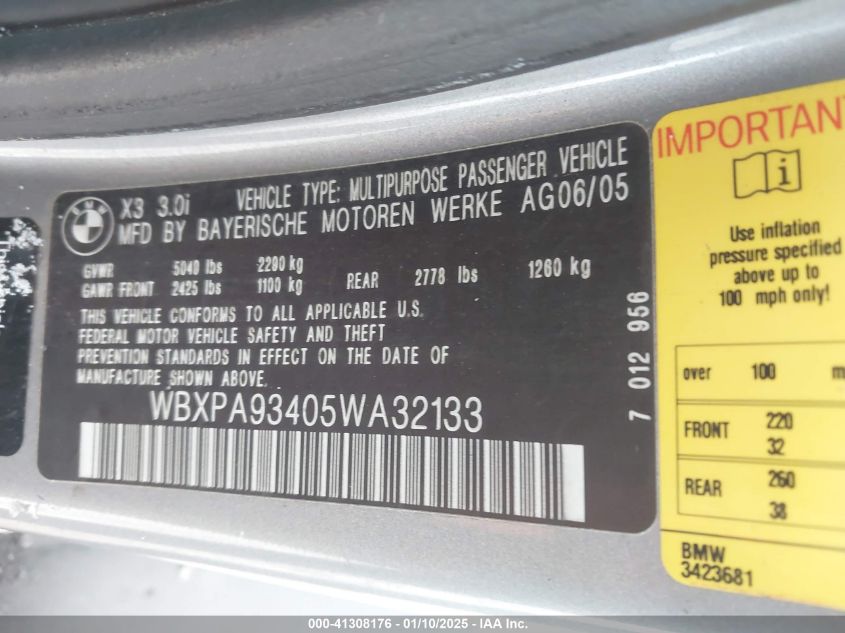 BMW
X3 3.0i VEHICLE TYPE: MULTIPURPOSE PASSENGER VEHICLE
MFD BY BAYERISCHE MOTOREN WERKE AG06/05
GVWR 5040 lbs 2290 kg
GAWR FRONT 2425 lbs 1100 kg REAR 2778 lbs 1260 kg
THIS VEHICLE CONFORMS TO ALL APPLICABLE U.S.
FEDERAL MOTOR VEHICLE SAFETY AND THEFT
PREVENTION STANDARDS IN EFFECT ON THE DATE OF
MANUFACTURE SHOWN ABOVE.
WBXPA93405WA32133
7 012 956
IMPORTANT
i
Use inflation
pressure specified
above up to
100 mph only!
over 100 m
FRONT 220
32
REAR 260
38
BMW
3423681
000-41308176 - 01/10/2025 - IAA Inc.